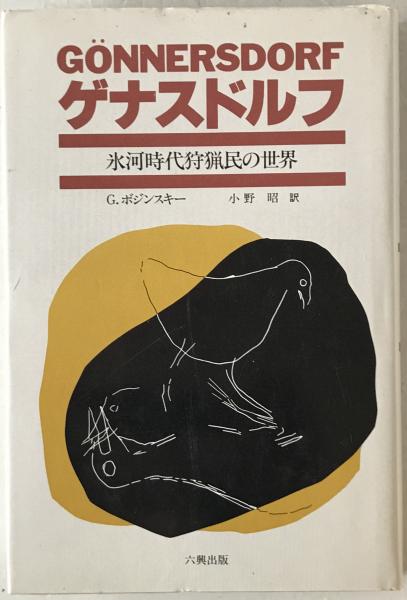 GÖNNERSDORF
ゲナスドルフ
氷河時代狩猟民の世界
G.ボジンスキー 小野 昭 訳
六興出版